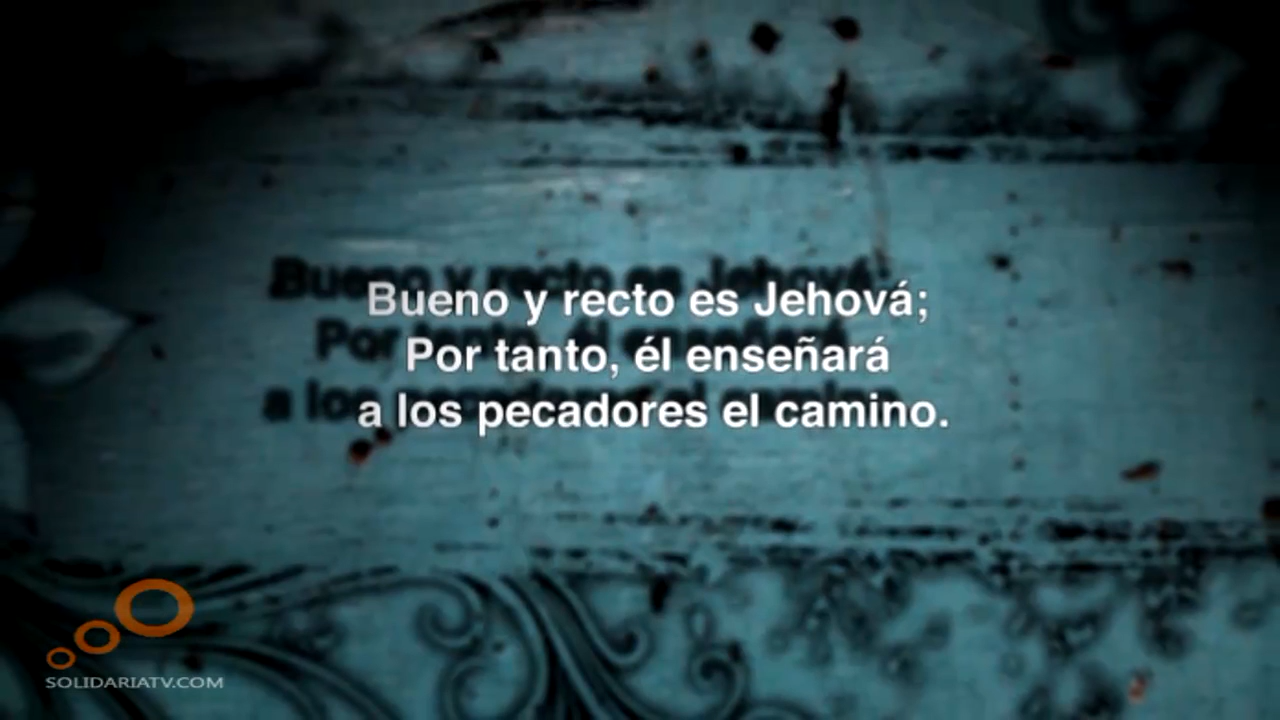 Bueno y recto es Jehová;
Por tanto, él enseñará
a los pecadores el camino.
SOLIDARIATV.COM